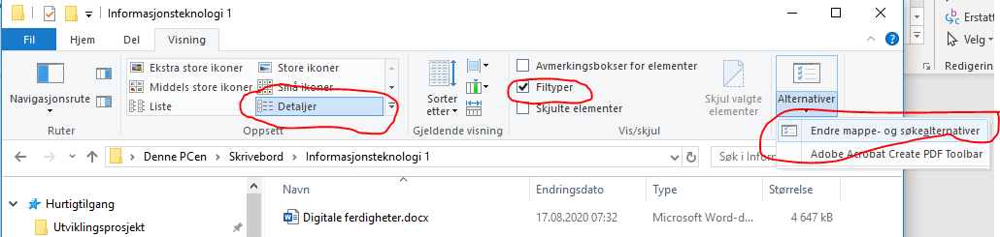 Informasjonsteknologi 1
Fil Hjem Del Visning
Navigasjonsrute
Ruter
Ekstra store ikoner Store ikoner
Middels store ikoner Små ikoner
Liste Detaljer
Oppsett
Sorter etter
Gjeldende visning
Avmerkingsbokser for elementer
Filtyper
Skjulte elementer
Vis/skjul
Skjul valgte elementer
Alternativer
Endre mappe- og søkealternativer
Adobe Acrobat Create PDF Toolbar
Erstatt
Velg
Redigerin
Denne PCen > Skrivebord > Informasjonsteknologi 1
Søk i Inforn
Navn Endringsdato Type Størrelse
Hurtigtilgang
Utviklingsprosjekt
Digitale ferdigheter.docx 17.08.2020 07:32 Microsoft Word-d... 4 647 kB